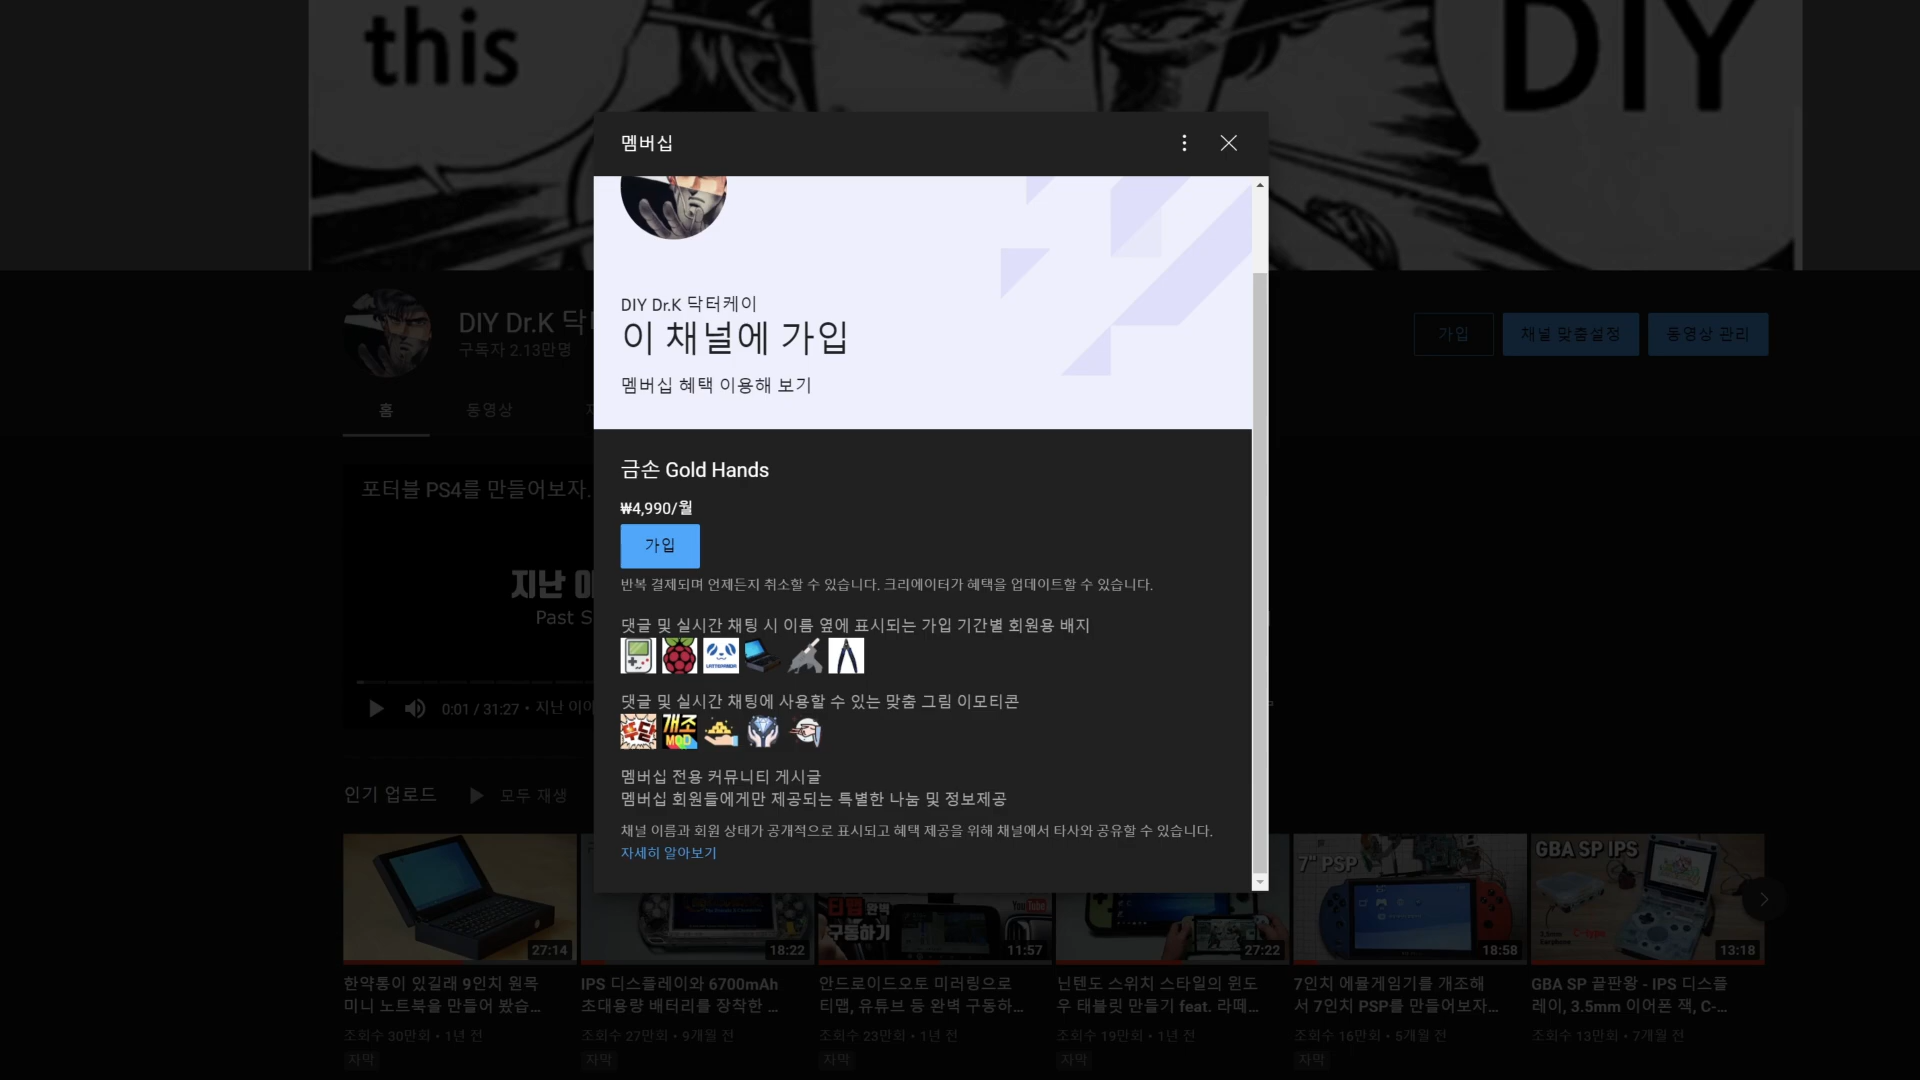 this
DIY
멤버십
DIY Dr.K 닥터케이
이 채널에 가입
멤버십 혜택 이용해 보기
DIY Dr.K
구독자 2.13만명
가입
채널 맞춤설정
동영상 관리
홈
동영상
금손 Gold Hands
₩4,990/월
가입
반복 결제되며 언제든지 취소할 수 있습니다. 크리에이터가 혜택을 업데이트할 수 있습니다.
포터블 PS4를 만들어보자.
지난
Past S
0:01 / 31:27 • 지난 이
댓글 및 실시간 채팅 시 이름 옆에 표시되는 가입 기간별 회원용 배지
LATTEPANDA
댓글 및 실시간 채팅에 사용할 수 있는 맞춤 그림 이모티콘
개조
MOD
멤버십 전용 커뮤니티 게시글
멤버십 회원들에게만 제공되는 특별한 나눔 및 정보제공
채널 이름과 회원 상태가 공개적으로 표시되고 혜택 제공을 위해 채널에서 타사와 공유할 수 있습니다.
자세히 알아보기
인기 업로드
모두 재생
27:14
18:22
티맵 완벽
구동하기
YouTube
11:57
27:22
7" PSP
18:58
GBA SP IPS
13:18
한약통이 있길래 9인치 원목
미니 노트북을 만들어 봤습...
조회수 30만회 • 1년 전
자막
IPS 디스플레이와 6700mAh
초대용량 배터리를 장착한 ...
조회수 27만회 • 9개월 전
자막
안드로이드오토 미러링으로
티맵, 유튜브 등 완벽 구동하...
조회수 23만회 • 1년 전
자막
닌텐도 스위치 스타일의 윈도
우 태블릿 만들기 feat. 라떼...
조회수 19만회 • 1년 전
자막
7인치 에뮬게임기를 개조해
서 7인치 PSP를 만들어보자...
조회수 16만회 • 5개월 전
자막
GBA SP 끝판왕 - IPS 디스플
레이, 3.5mm 이어폰 잭, C-...
조회수 13만회 • 7개월 전